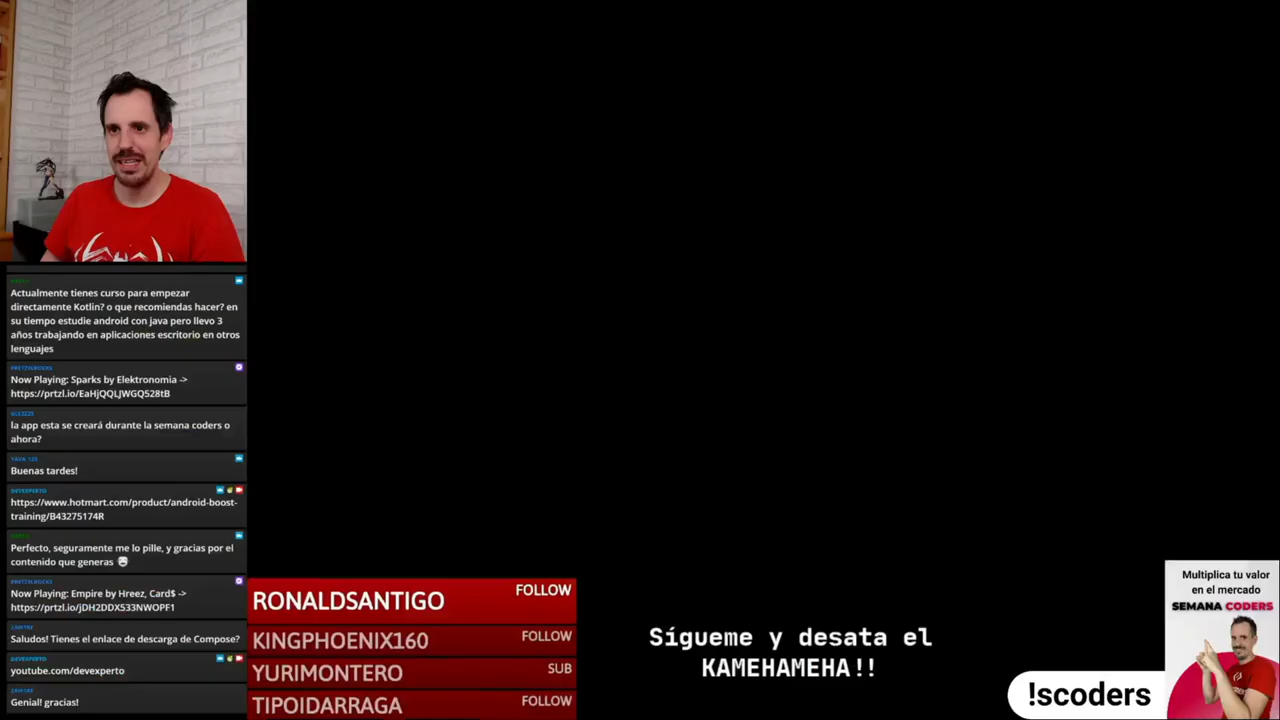 Actualmente tienes curso para empezar
directamente Kotlin? o que recomiendas hacer? en
su tiempo estudie android con java pero llevo 3
años trabajando en aplicaciones escritorio en otros
lenguajes
PRETZELROCKS
Now Playing: Sparks by Elektronomia ->
https://prtzl.io/EaHjQQLJWGQ528tB
la app esta se creará durante la semana coders o
ahora?
Buenas tardes!
DEVEXPERTO
https://www.hotmart.com/product/android-boost-
training/B43275174R
Perfecto, seguramente me lo pille, y gracias por el
contenido que generas
PRETZELROCKS
Now Playing: Empire by Hreez, Card$ ->
https://prtzl.io/jDH2DDX533NWOPF1
Saludos! Tienes el enlace de descarga de Compose?
DEVEXPERTO
youtube.com/devexperto
Genial! gracias!
RONALDSANTIGO FOLLOW
KINGPHOENIX160 FOLLOW
YURIMONTERO SUB
TIPOIDARRAGA FOLLOW
Sígueme y desata el
KAMEHAMEHA!!
!scoders
Multiplica tu valor
en el mercado
SEMANA CODERS